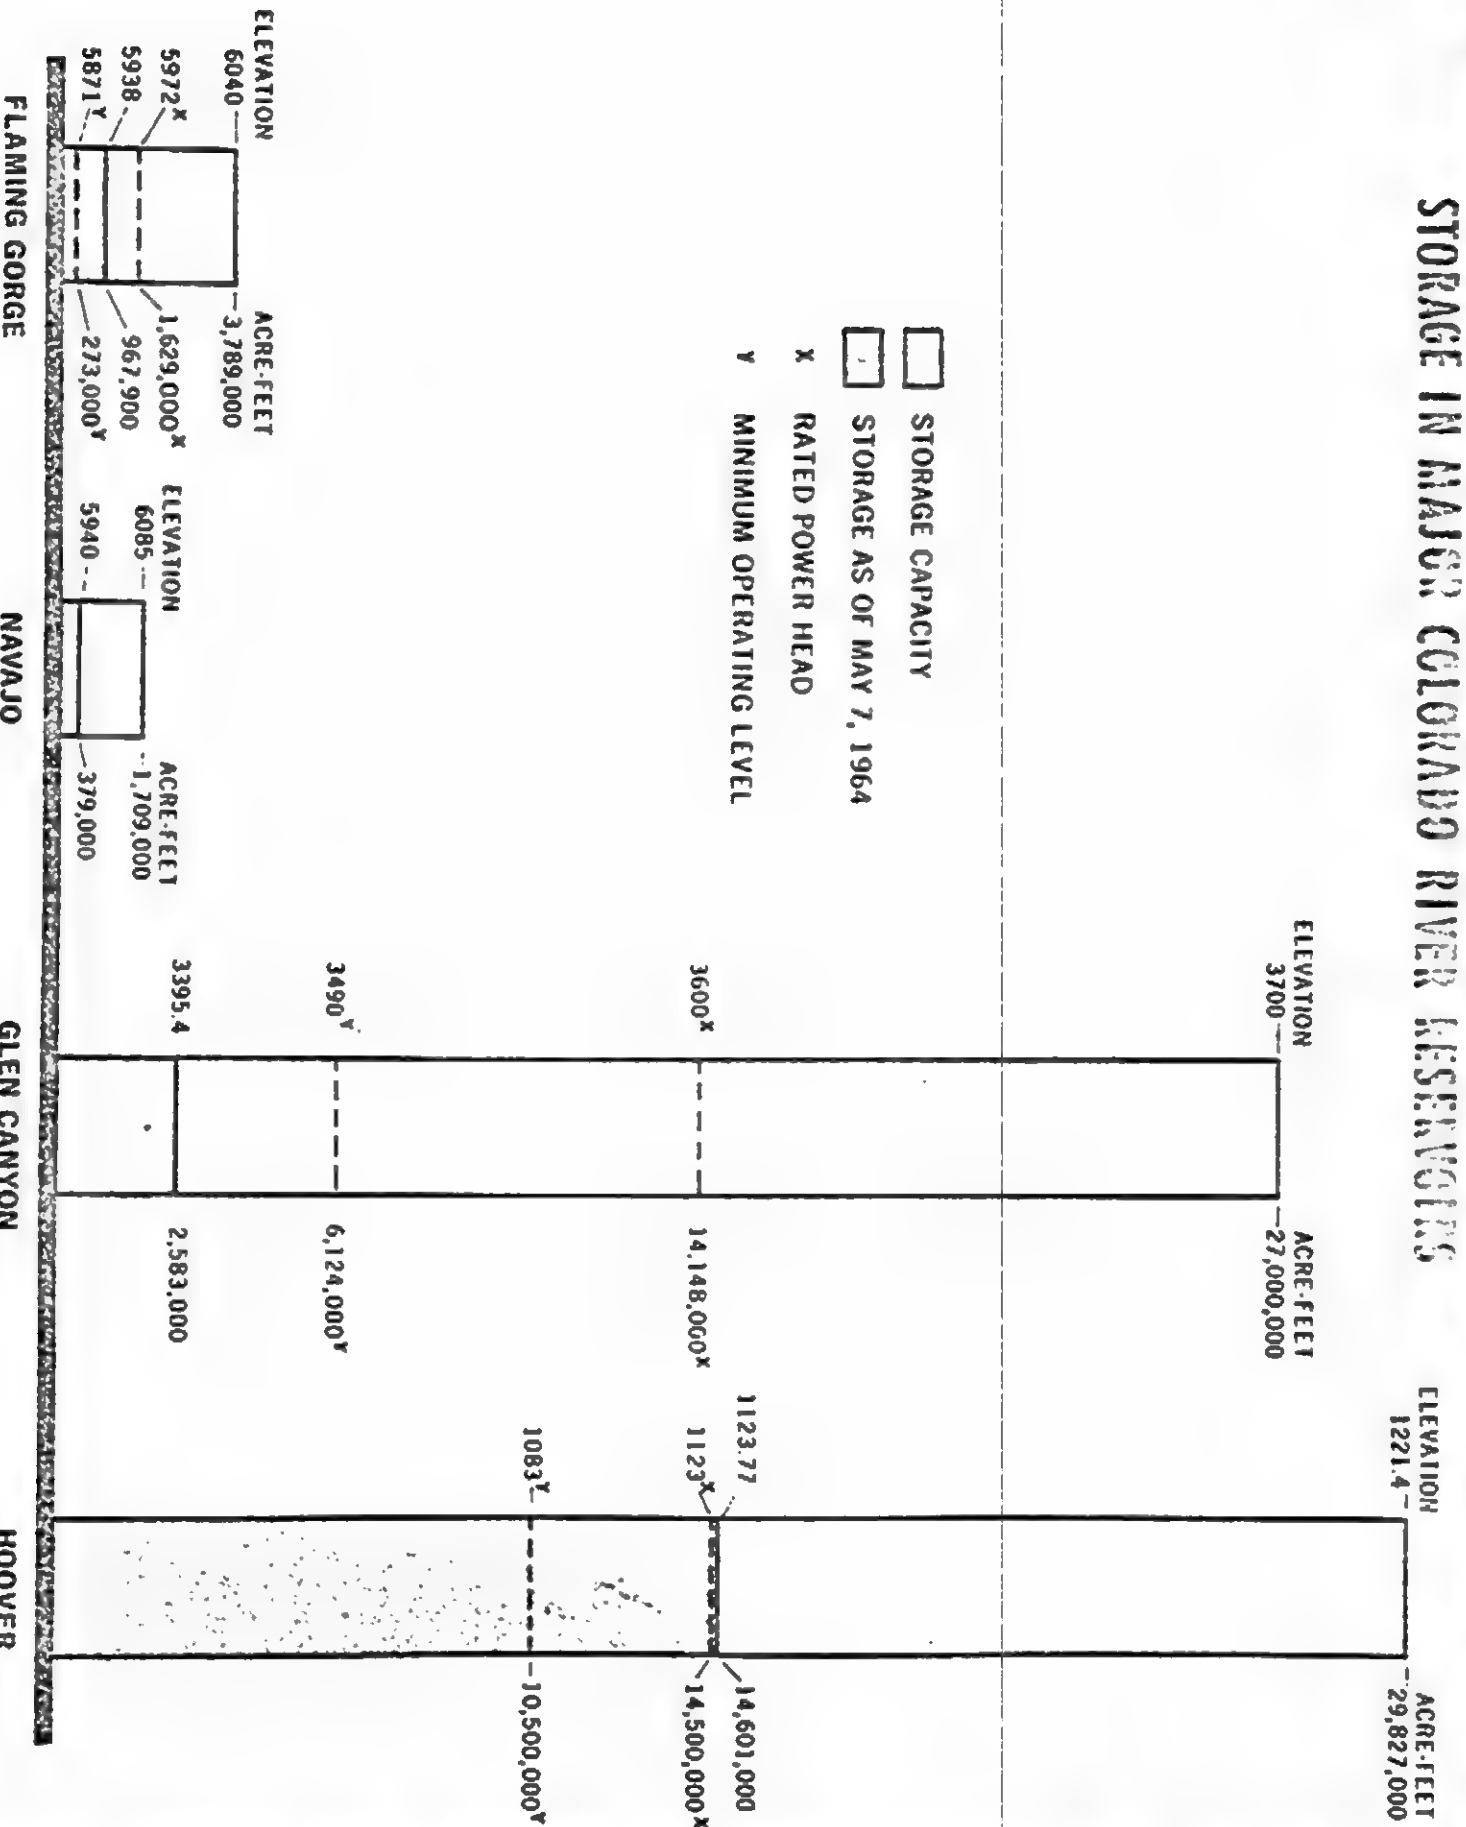 STORAGE IN MAJOR COLORADO RIVER RESERVOIRS
STORAGE CAPACITY
STORAGE AS OF MAY 7, 1964
X RATED POWER HEAD
Y MINIMUM OPERATING LEVEL
ELEVATION
6040
5972X
5938
5871Y
ACRE-FEET
3,789,000
1,629,000X
967,900
273,000Y
FLAMING GORGE
ELEVATION
6085
5940
ACRE-FEET
1,709,000
379,000
NAVAJO
ELEVATION
3700
3600X
3490Y
3395.4
ACRE-FEET
27,000,000
14,148,000X
6,124,000Y
2,583,000
GLEN CANYON
ELEVATION
1221.4
1123.77
1123X
1083Y
ACRE-FEET
29,827,000
14,601,000
14,500,000X
10,500,000Y
HOOVER